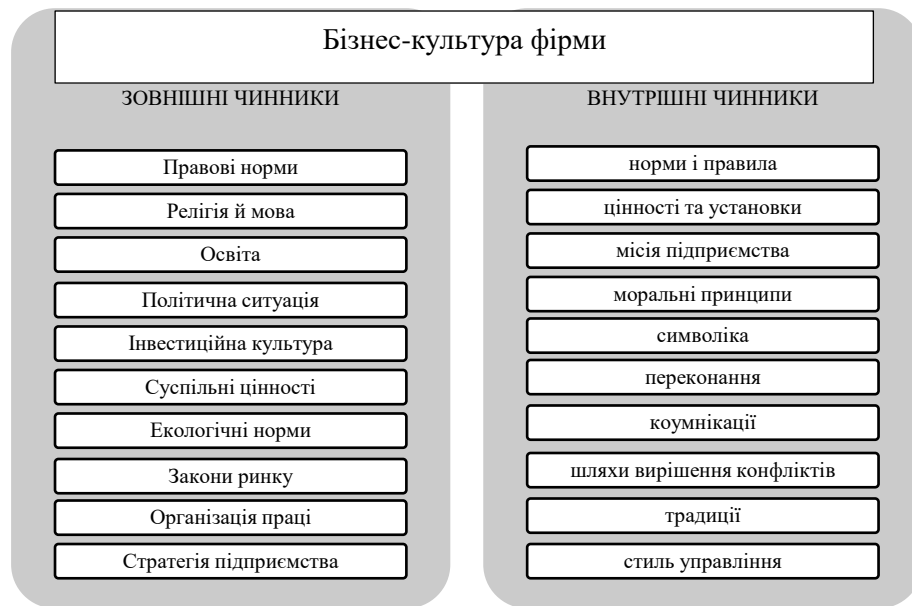 Бізнес-культура фірми
ЗОВНІШНІ ЧИННИКИ
Правові норми
Релігія й мова
Освіта
Політична ситуація
Інвестиційна культура
Суспільні цінності
Екологічні норми
Закони ринку
Організація праці
Стратегія підприємства
ВНУТРІШНІ ЧИННИКИ
норми і правила
цінності та установки
місія підприємства
моральні принципи
символіка
переконання
коумнікації
шляхи вирішення конфліктів
традиції
стиль управління